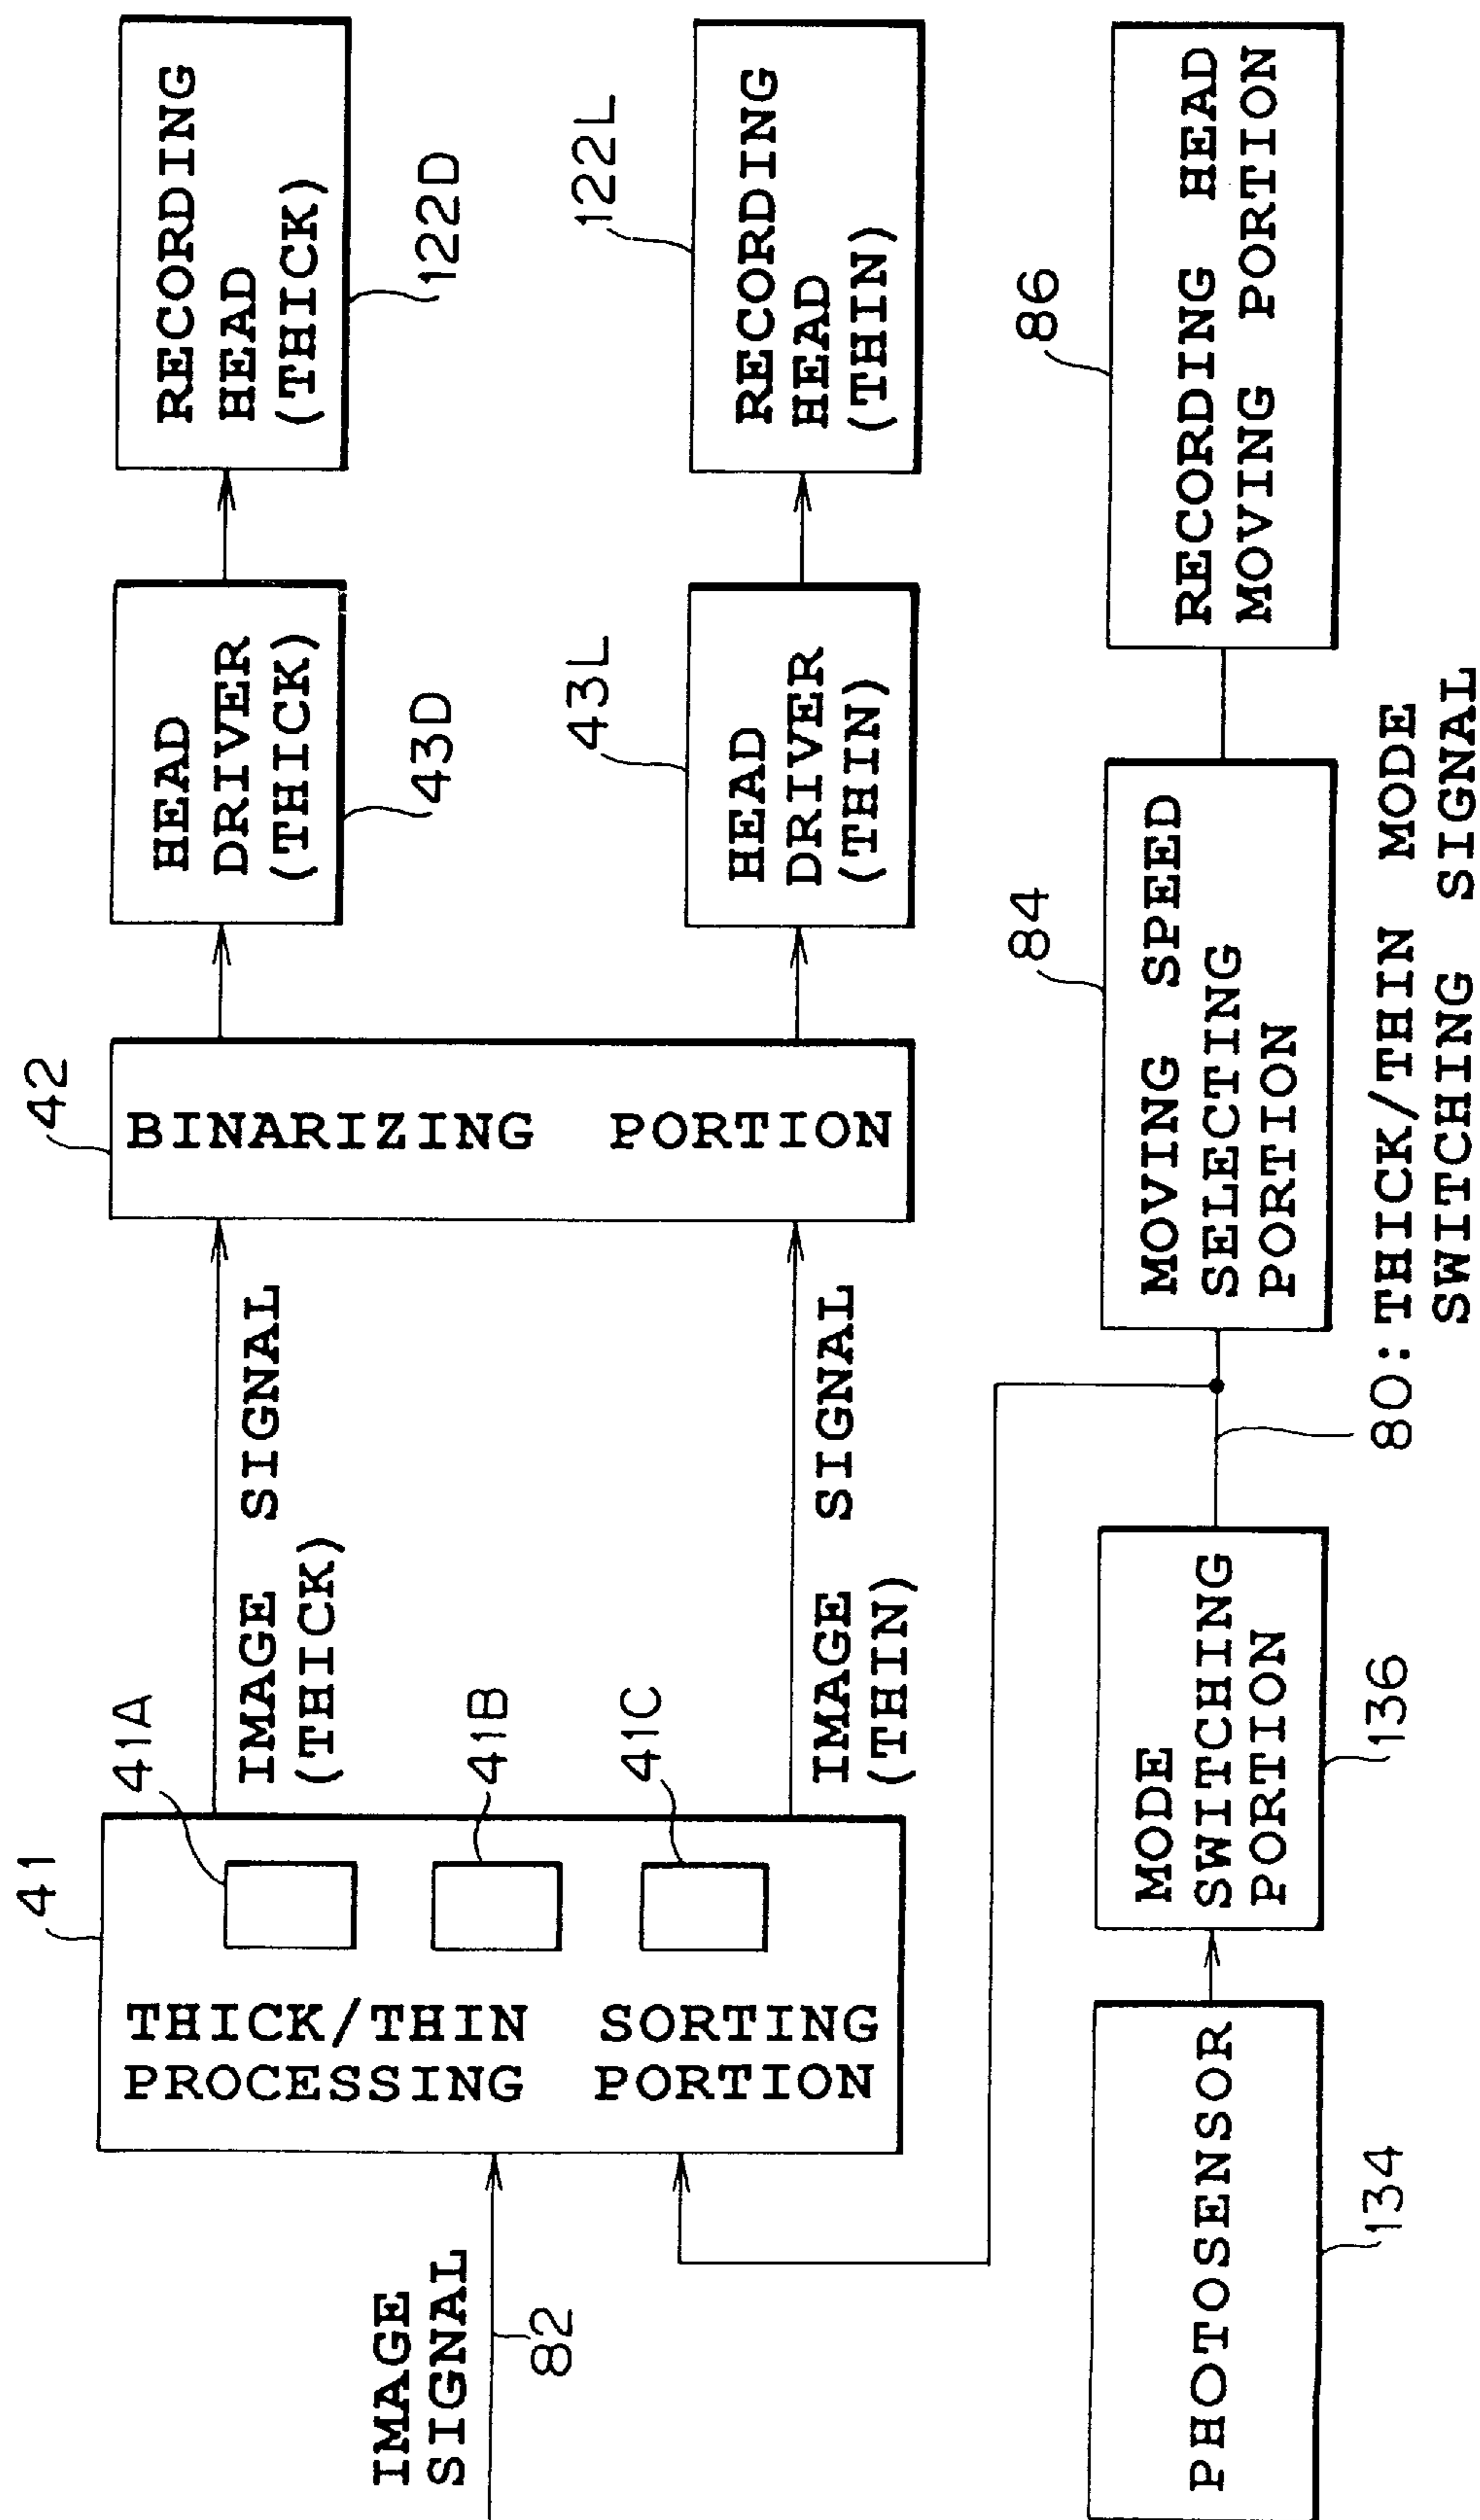 IMAGE
SIGNAL
82
41
THICK/THIN SORTING
PROCESSING PORTION
41A
41B
41C
IMAGE SIGNAL
(THICK)
IMAGE SIGNAL
(THIN)
42
BINARIZING PORTION
HEAD
DRIVER
(THICK)
43D
43L
HEAD
DRIVER
(THIN)
RECORDING
HEAD
(THICK)
122D
122L
RECORDING
HEAD
(THIN)
PHOTOSENSOR
134
MODE
SWITCHING
PORTION
136
80:THICK/THIN MODE
SWITCHING SIGNAL
84
MOVING SPEED
SELECTING
PORTION
86
RECORDING HEAD
MOVING PORTION